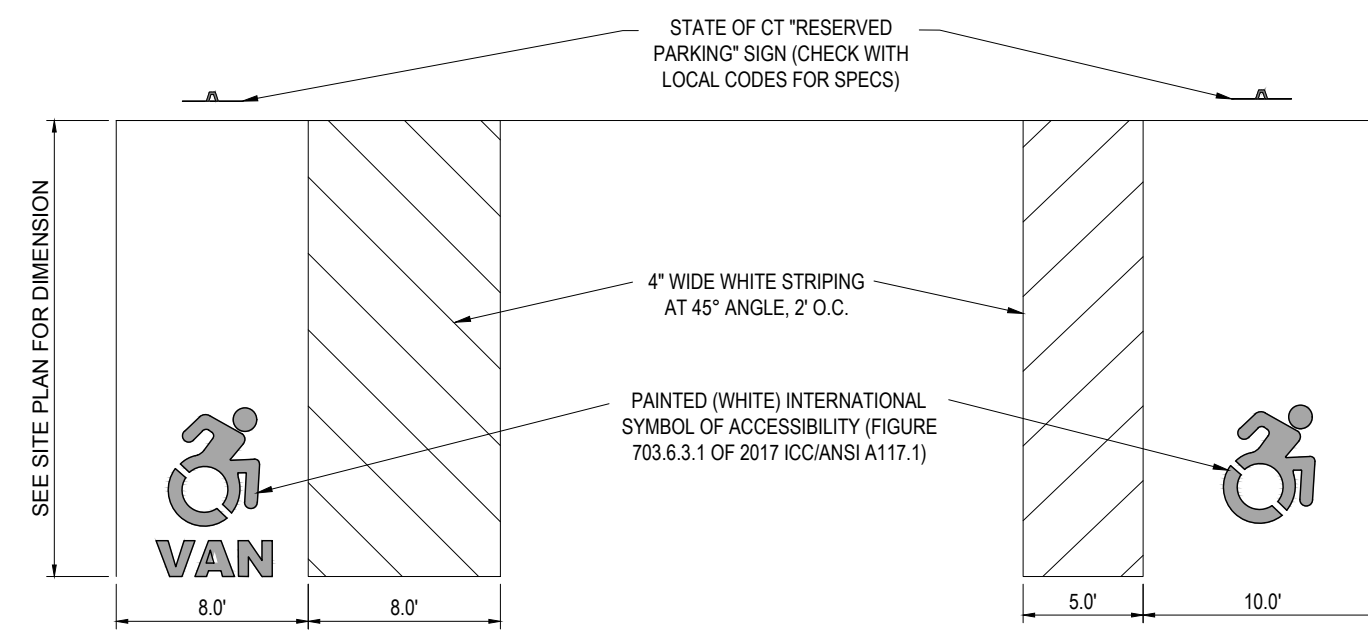 STATE OF CT "RESERVED
PARKING" SIGN (CHECK WITH
LOCAL CODES FOR SPECS)
SEE SITE PLAN FOR DIMENSION
4" WIDE WHITE STRIPING
AT 45° ANGLE, 2' O.C.
PAINTED (WHITE) INTERNATIONAL
SYMBOL OF ACCESSIBILITY (FIGURE
703.6.3.1 OF 2017 ICC/ANSI A117.1)
VAN
8.0'
8.0'
5.0'
10.0'